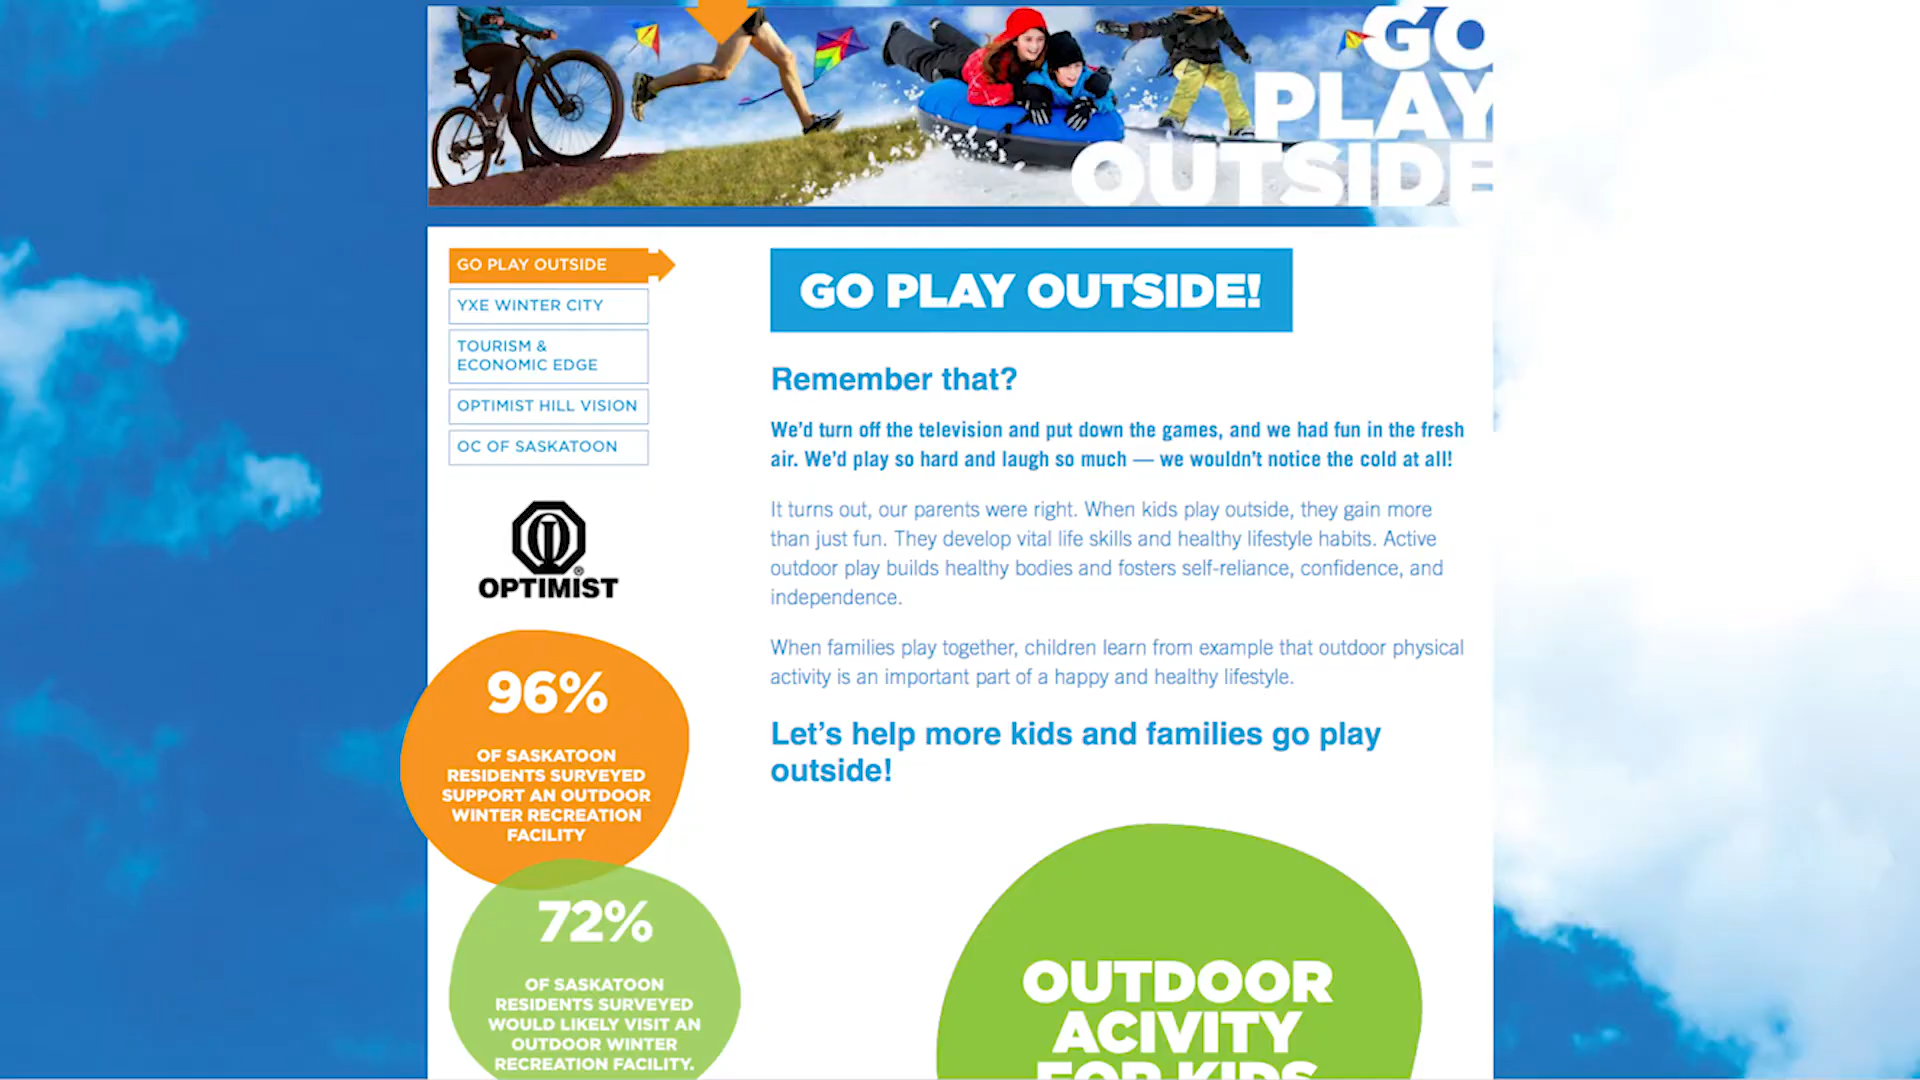 GO
PLAY
OUTSIDE
GO PLAY OUTSIDE
YXE WINTER CITY
TOURISM &
ECONOMIC EDGE
OPTIMIST HILL VISION
OC OF SASKATOON
OPTIMIST
®
96%
OF SASKATOON
RESIDENTS SURVEYED
SUPPORT AN OUTDOOR
WINTER RECREATION
FACILITY
72%
OF SASKATOON
RESIDENTS SURVEYED
WOULD LIKELY VISIT AN
OUTDOOR WINTER
RECREATION FACILITY.
GO PLAY OUTSIDE!
Remember that?
We’d turn off the television and put down the games, and we had fun in the fresh
air. We’d play so hard and laugh so much — we wouldn’t notice the cold at all!
It turns out, our parents were right. When kids play outside, they gain more
than just fun. They develop vital life skills and healthy lifestyle habits. Active
outdoor play builds healthy bodies and fosters self-reliance, confidence, and
independence.
When families play together, children learn from example that outdoor physical
activity is an important part of a happy and healthy lifestyle.
Let’s help more kids and families go play
outside!
OUTDOOR
ACIVITY
FOR KIDS